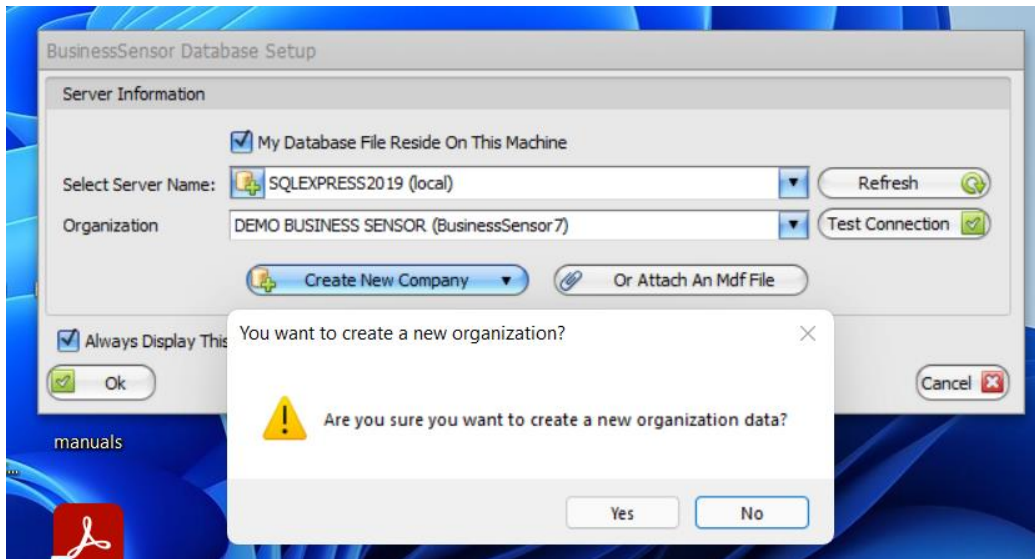 BusinessSensor Database Setup
Server Information
My Database File Reside On This Machine
Select Server Name:
SQLEXPRESS2019 (local)
Refresh
Organization
DEMO BUSINESS SENSOR (BusinessSensor7)
Test Connection
Create New Company
Or Attach An Mdf File
Always Display This
Ok
Cancel
You want to create a new organization?
Are you sure you want to create a new organization data?
Yes
No
manuals
...